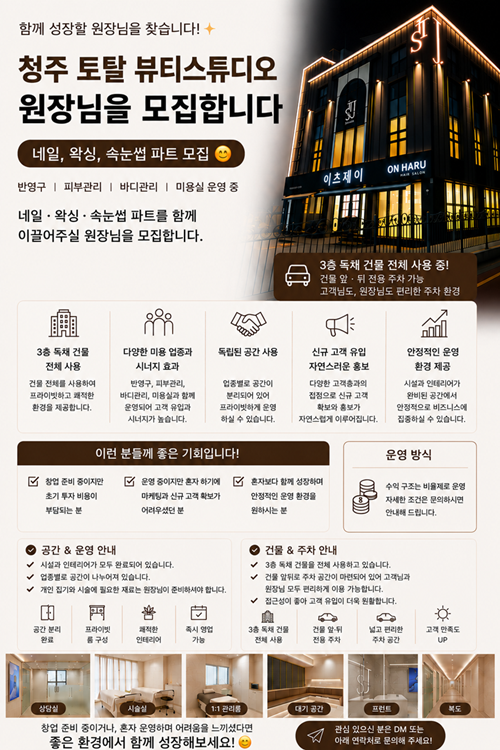 함께 성장할 원장님을 찾습니다!
청주 토탈 뷰티스튜디오
원장님을 모집합니다
네일, 왁싱, 속눈썹 파트 모집 😊
반영구 | 피부관리 | 바디관리 | 미용실 운영 중
네일 · 왁싱 · 속눈썹 파트를 함께
이끌어주실 원장님을 모집합니다.
이츠제이
ON HARU
HAIR SALON
3층 독채 건물 전체 사용 중!
건물 앞 · 뒤 전용 주차 가능
고객님도, 원장님도 편리한 주차 환경
3층 독채 건물
전체 사용
건물 전체를 사용하여
프라이빗하고 쾌적한
환경을 제공합니다.
다양한 미용 업종과
시너지 효과
반영구, 피부관리,
바디관리, 미용실과 함께
운영되어 고객 유입과
시너지가 높습니다.
독립된 공간 사용
업종별로 공간이
분리되어 있어
프라이빗하게 운영
하실 수 있습니다.
신규 고객 유입
자연스러운 홍보
다양한 고객층과의
접점으로 신규 고객
확보와 홍보가
자연스럽게 이루어집니다.
안정적인 운영
환경 제공
시설과 인테리어가
완비된 공간에서
안정적으로 비즈니스에
집중하실 수 있습니다.
이런 분들께 좋은 기회입니다!
창업 준비 중이지만
초기 투자 비용이
부담되는 분
운영 중이지만 혼자 하기에
마케팅과 신규 고객 확보가
어려우셨던 분
혼자보다 함께 성장하며
안정적인 운영 환경을
원하시는 분
운영 방식
수익 구조는 비율제로 운영
자세한 조건은 문의하시면
안내해 드립니다.
공간 & 운영 안내
시설과 인테리어가 모두 완료되어 있습니다.
업종별로 공간이 나누어져 있습니다.
개인 집기와 시술에 필요한 재료는 원장님이 준비하셔야 합니다.
공간 분리
완료
프라이빗
룸 구성
쾌적한
인테리어
즉시 영업
가능
건물 & 주차 안내
3층 독채 건물을 전체 사용하고 있습니다.
건물 앞뒤로 주차 공간이 마련되어 있어 고객님과
원장님 모두 편리하게 이용 가능합니다.
접근성이 좋아 고객 유입이 더욱 원활합니다.
3층 독채 건물
전체 사용
건물 앞·뒤
전용 주차
넓고 편리한
주차 공간
고객 만족도
UP
상담실
시술실
1:1 관리룸
대기 공간
프런트
복도
창업 준비 중이거나, 혼자 운영하며 어려움을 느끼셨다면
좋은 환경에서 함께 성장해보세요! 😊
관심 있으신 분은 DM 또는
아래 연락처로 문의해 주세요!